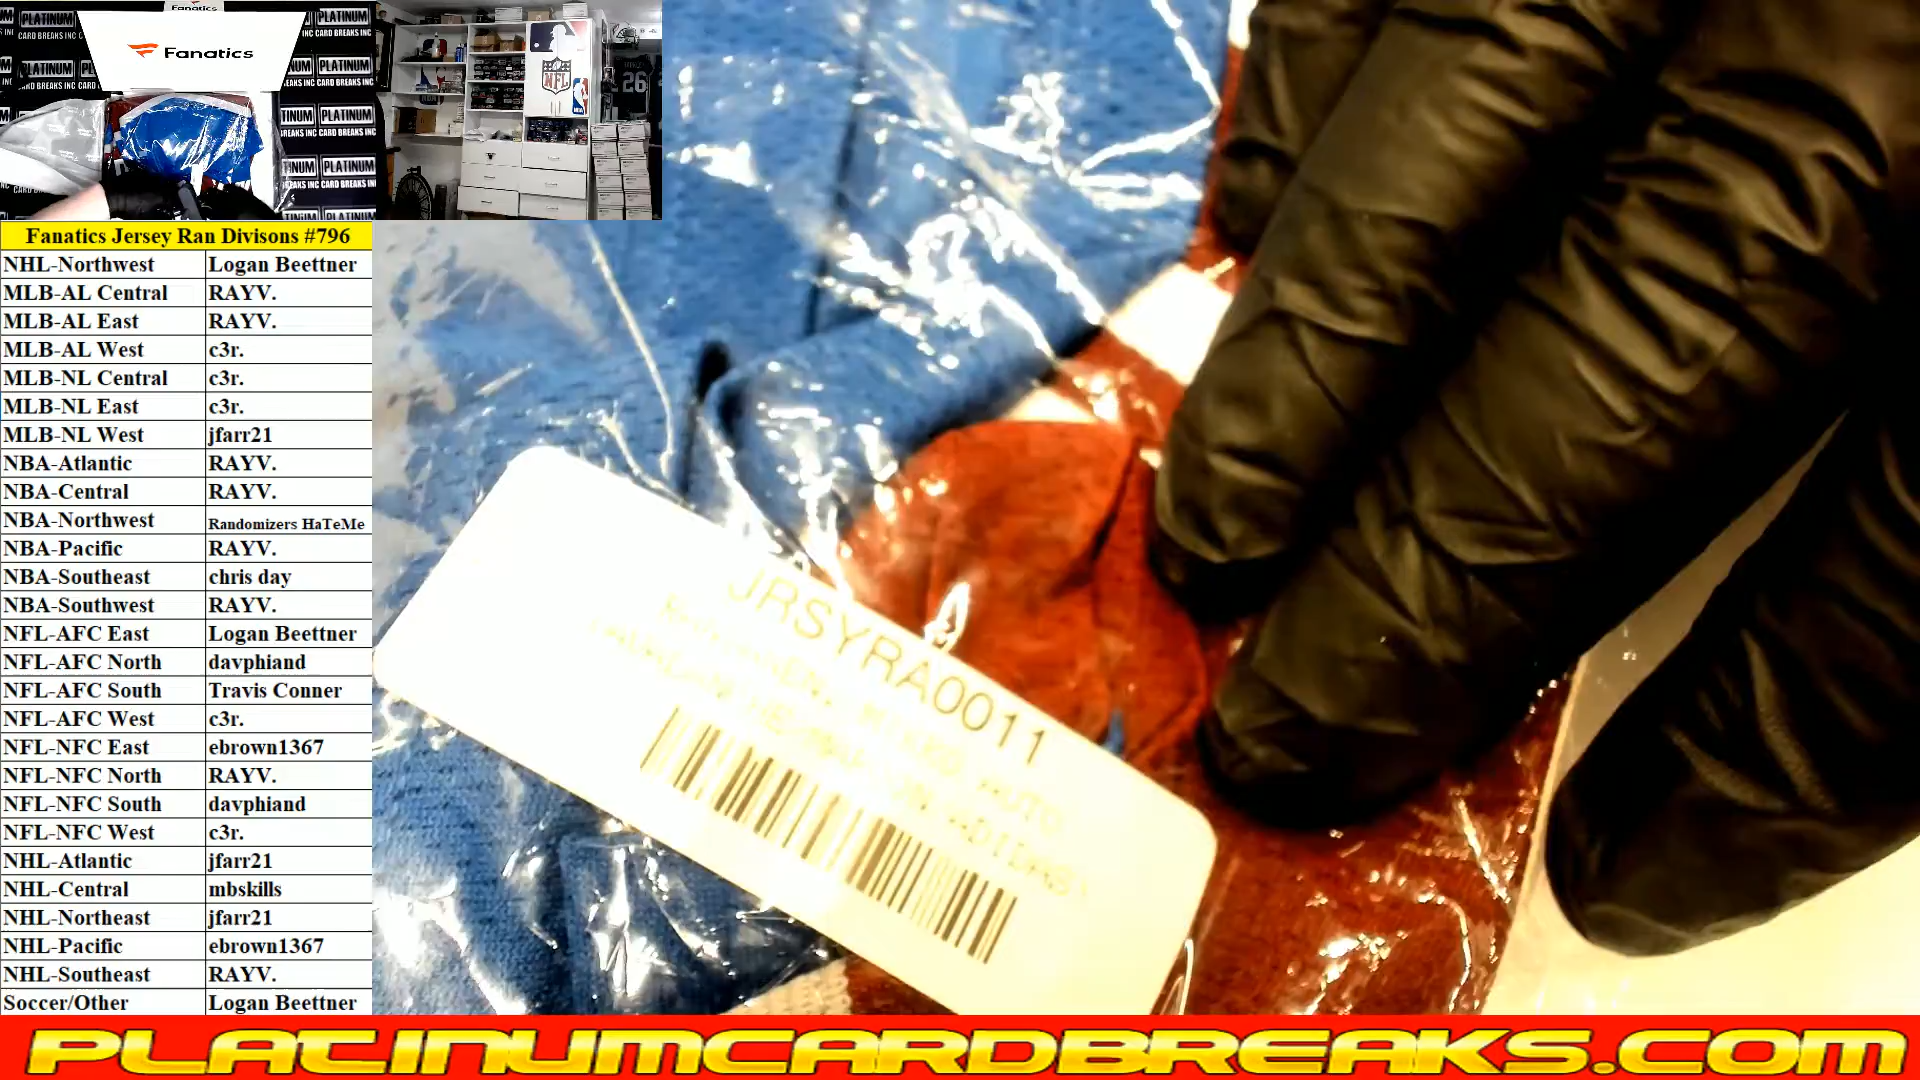 Fanatics
Fanatics
PLATINUM
CARD BREAKS INC
NFL
26
Fanatics Jersey Ran Divisons #796
NHL-Northwest Logan Beettner
MLB-AL Central RAYV.
MLB-AL East RAYV.
MLB-AL West c3r.
MLB-NL Central c3r.
MLB-NL East c3r.
MLB-NL West jfarr21
NBA-Atlantic RAYV.
NBA-Central RAYV.
NBA-Northwest Randomizers HaTeMe
NBA-Pacific RAYV.
NBA-Southeast chris day
NBA-Southwest RAYV.
NFL-AFC East Logan Beettner
NFL-AFC North davphiand
NFL-AFC South Travis Conner
NFL-AFC West c3r.
NFL-NFC East ebrown1367
NFL-NFC North RAYV.
NFL-NFC South davphiand
NFL-NFC West c3r.
NHL-Atlantic jfarr21
NHL-Central mbskills
NHL-Northeast jfarr21
NHL-Pacific ebrown1367
NHL-Southeast RAYV.
Soccer/Other Logan Beettner
JRSYRA0011
AUTO
PLATINUMCARDBREAKS.COM